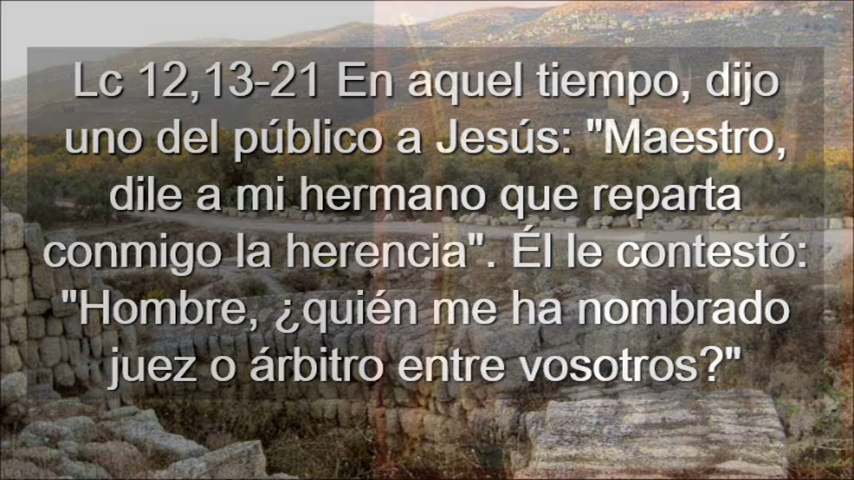 Lc 12,13-21 En aquel tiempo, dijo
uno del público a Jesús: "Maestro,
dile a mi hermano que reparta
conmigo la herencia". Él le contestó:
"Hombre, ¿quién me ha nombrado
juez o árbitro entre vosotros?"